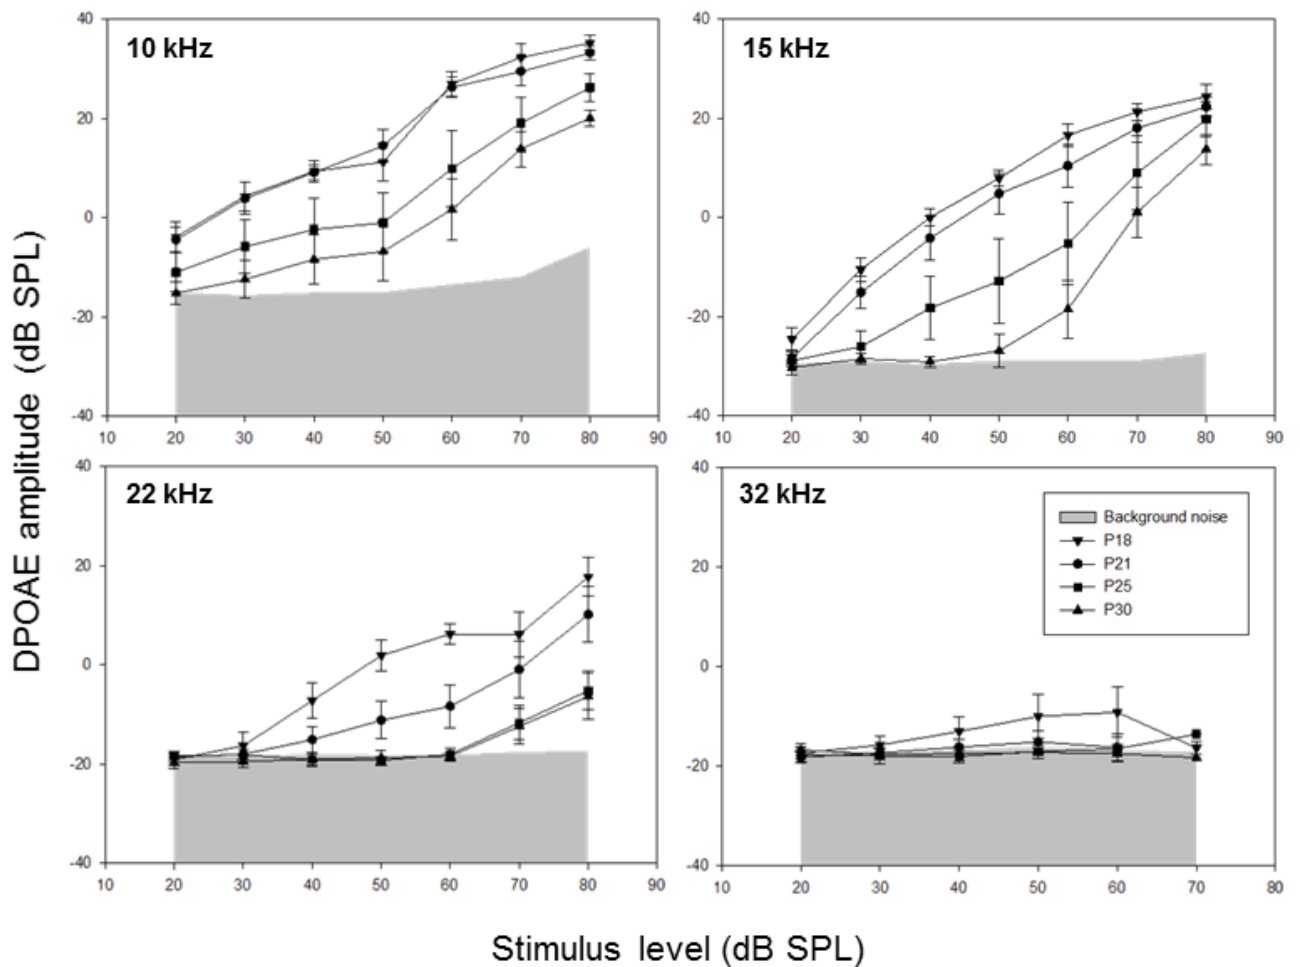 10 kHz
40
20
0
-20
-40
10 20 30 40 50 60 70 80 90
15 kHz
40
20
0
-20
-40
10 20 30 40 50 60 70 80 90
22 kHz
40
20
0
-20
-40
10 20 30 40 50 60 70 80 90
32 kHz
40
20
0
-20
-40
10 20 30 40 50 60 70 80
Background noise
P18
P21
P25
P30
DPOAE amplitude (dB SPL)
Stimulus level (dB SPL)